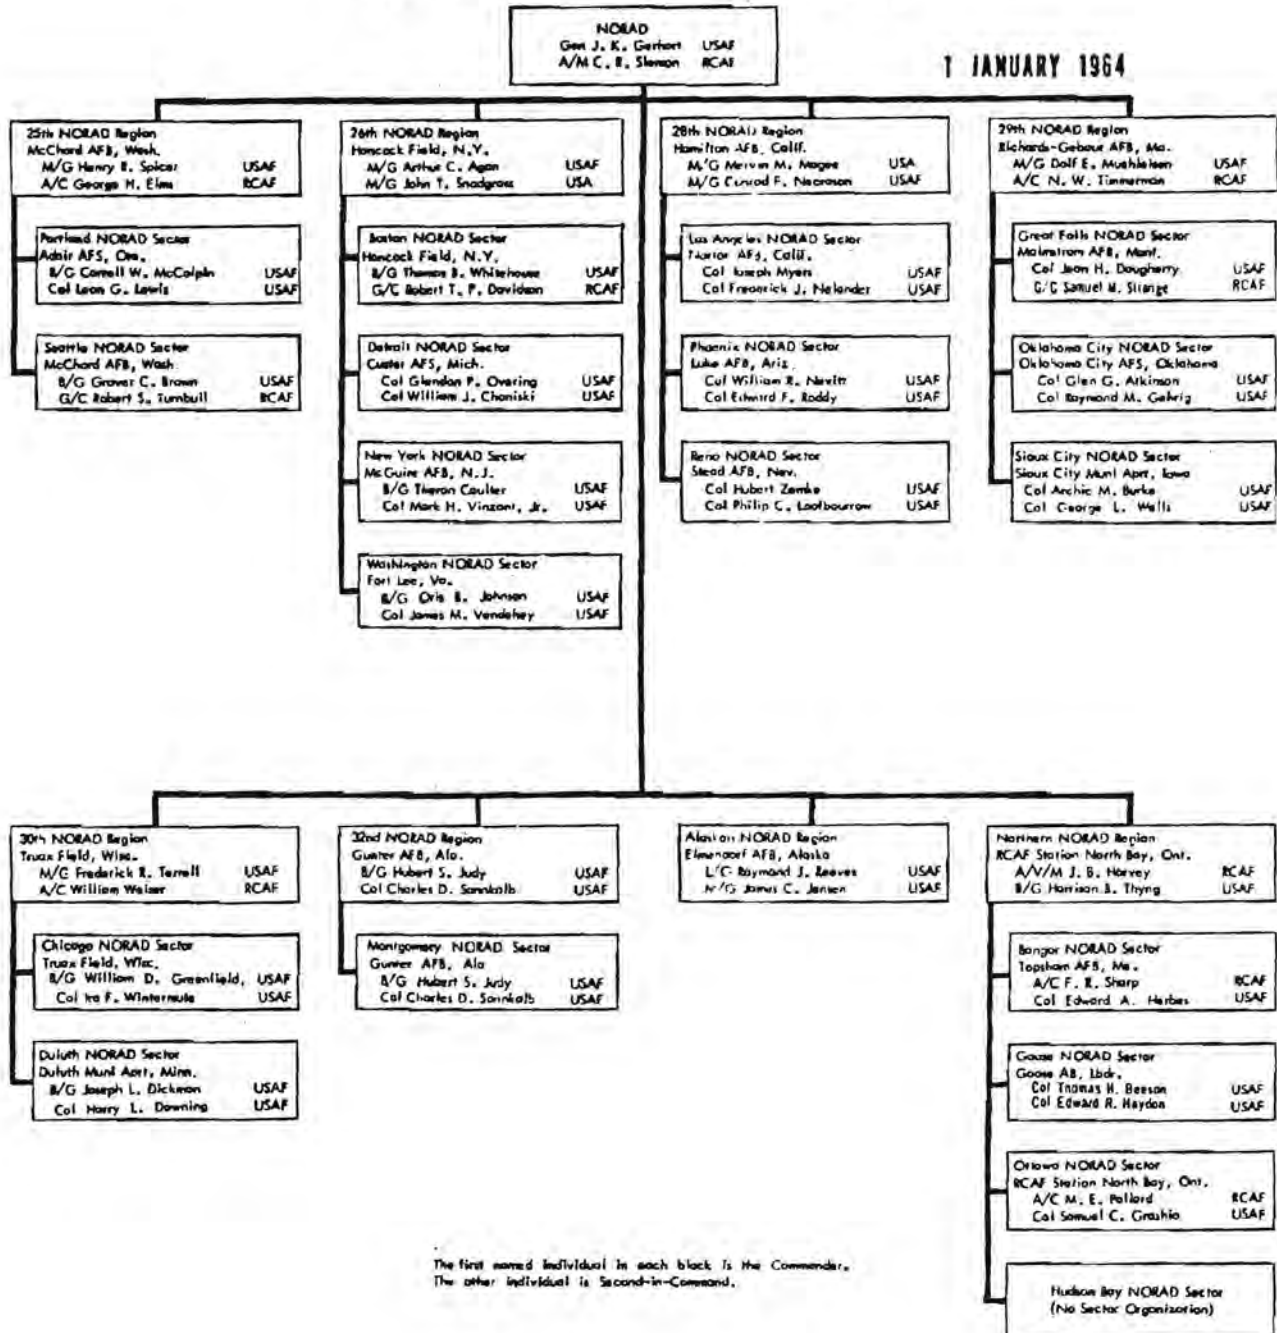 NORAD
Gen J. K. Gerhart USAF
A/M C. R. Slemon RCAF
1 JANUARY 1964
25th NORAD Region
McChord AFB, Wash.
M/G Henry R. Spicer USAF
A/C George H. Elms RCAF
Portland NORAD Sector
Adair AFS, Ore.
B/G Carroll W. McColpin USAF
Col Leon G. Lewis USAF
Seattle NORAD Sector
McChord AFB, Wash.
B/G Grover C. Brown USAF
G/C Robert S. Turnbull RCAF
26th NORAD Region
Hancock Field, N.Y.
M/G Arthur C. Agan USAF
M/G John T. Snodgrass USA
Boston NORAD Sector
Hancock Field, N.Y.
B/G Thomas B. Whitehouse USAF
G/C Robert T. P. Davidson RCAF
Detroit NORAD Sector
Custer AFS, Mich.
Col Glendon P. Overing USAF
Col William J. Choniski USAF
New York NORAD Sector
McGuire AFB, N.J.
B/G Theron Coulter USAF
Col Mark H. Vinzant, Jr. USAF
Washington NORAD Sector
Fort Lee, Va.
B/G Oris B. Johnson USAF
Col James M. Vendehey USAF
28th NORAD Region
Hamilton AFB, Calif.
M/G Mervin M. Magee USA
M/G Conrad F. Necrason USAF
Los Angeles NORAD Sector
Norton AFB, Calif.
Col Joseph Myers USAF
Col Frederick J. Nelander USAF
Phoenix NORAD Sector
Luke AFB, Ariz.
Col William R. Nevitt USAF
Col Edward F. Roddy USAF
Reno NORAD Sector
Stead AFB, Nev.
Col Hubert Zemke USAF
Col Philip C. Loofbourrow USAF
29th NORAD Region
Richards-Gebaur AFB, Mo.
M/G Dolf E. Muehleisen USAF
A/C N. W. Timmerman RCAF
Great Falls NORAD Sector
Malmstrom AFB, Mont.
Col Jean H. Daugherty USAF
G/C Samuel M. Strange RCAF
Oklahoma City NORAD Sector
Oklahoma City AFS, Oklahoma
Col Glen G. Atkinson USAF
Col Raymond M. Gehrig USAF
Sioux City NORAD Sector
Sioux City Munl Aprt, Iowa
Col Archie M. Burke USAF
Col George L. Wells USAF
30th NORAD Region
Truax Field, Wisc.
M/G Frederick R. Terrell USAF
A/C William Weiser RCAF
Chicago NORAD Sector
Truax Field, Wisc.
B/G William D. Greenfield, USAF
Col Ira F. Wintermute USAF
Duluth NORAD Sector
Duluth Munl Aprt, Minn.
B/G Joseph L. Dickman USAF
Col Harry L. Downing USAF
32nd NORAD Region
Gunter AFB, Ala.
B/G Hubert S. Judy USAF
Col Charles D. Sonnkalb USAF
Montgomery NORAD Sector
Gunter AFB, Ala
B/G Hubert S. Judy USAF
Col Charles D. Sonnkalb USAF
Alaskan NORAD Region
Elmendorf AFB, Alaska
L/G Raymond J. Reeves USAF
M/G James C. Jensen USAF
Northern NORAD Region
RCAF Station North Bay, Ont.
A/V/M J. B. Harvey RCAF
B/G Harrison B. Thyng USAF
Bangor NORAD Sector
Topsham AFB, Me.
A/C F. R. Sharp RCAF
Col Edward A. Herbes USAF
Goose NORAD Sector
Goose AB, Lbdr.
Col Thomas H. Beeson USAF
Col Edward R. Haydon USAF
Ottawa NORAD Sector
RCAF Station North Bay, Ont.
A/C M. E. Pollard RCAF
Col Samuel C. Grashio USAF
Hudson Bay NORAD Sector
(No Sector Organization)
The first named individual in each block is the Commander.
The other individual is Second-in-Command.